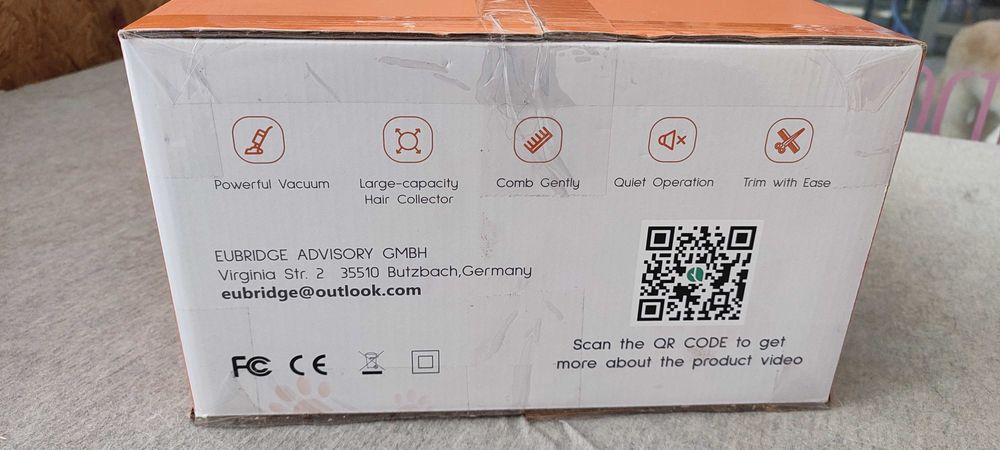 Powerful Vacuum
Large-capacity
Hair Collector
Comb Gently
Quiet Operation
Trim with Ease
EUBRIDGE ADVISORY GMBH
Virginia Str. 2 35510 Butzbach,Germany
eubridge@outlook.com
FC CE
Scan the QR CODE to get
more about the product video